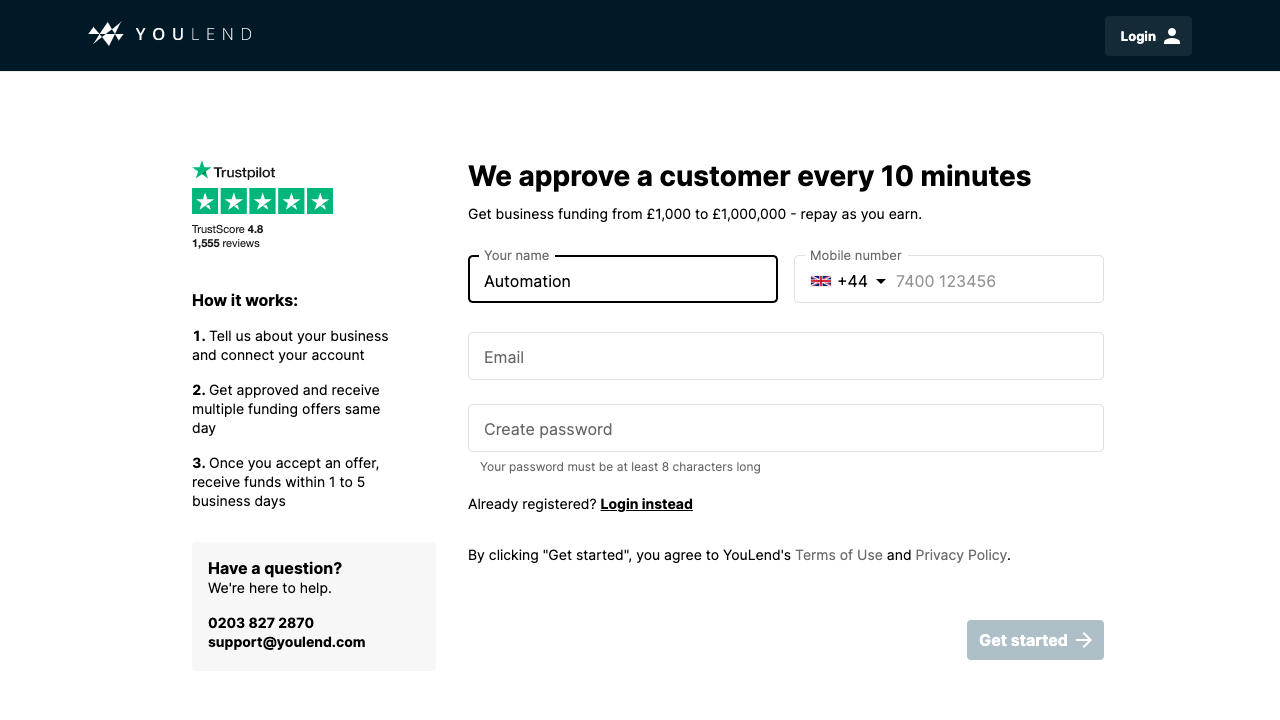 YOULEND
Login
Trustpilot
TrustScore 4.8
1,555 reviews
How it works:
1. Tell us about your business
and connect your account
2. Get approved and receive
multiple funding offers same
day
3. Once you accept an offer,
receive funds within 1 to 5
business days
Have a question?
We're here to help.
0203 827 2870
support@youlend.com
We approve a customer every 10 minutes
Get business funding from £1,000 to £1,000,000 - repay as you earn.
Your name
Automation
Mobile number
+44 7400 123456
Email
Create password
Your password must be at least 8 characters long
Already registered? Login instead
By clicking "Get started", you agree to YouLend's Terms of Use and Privacy Policy.
Get started